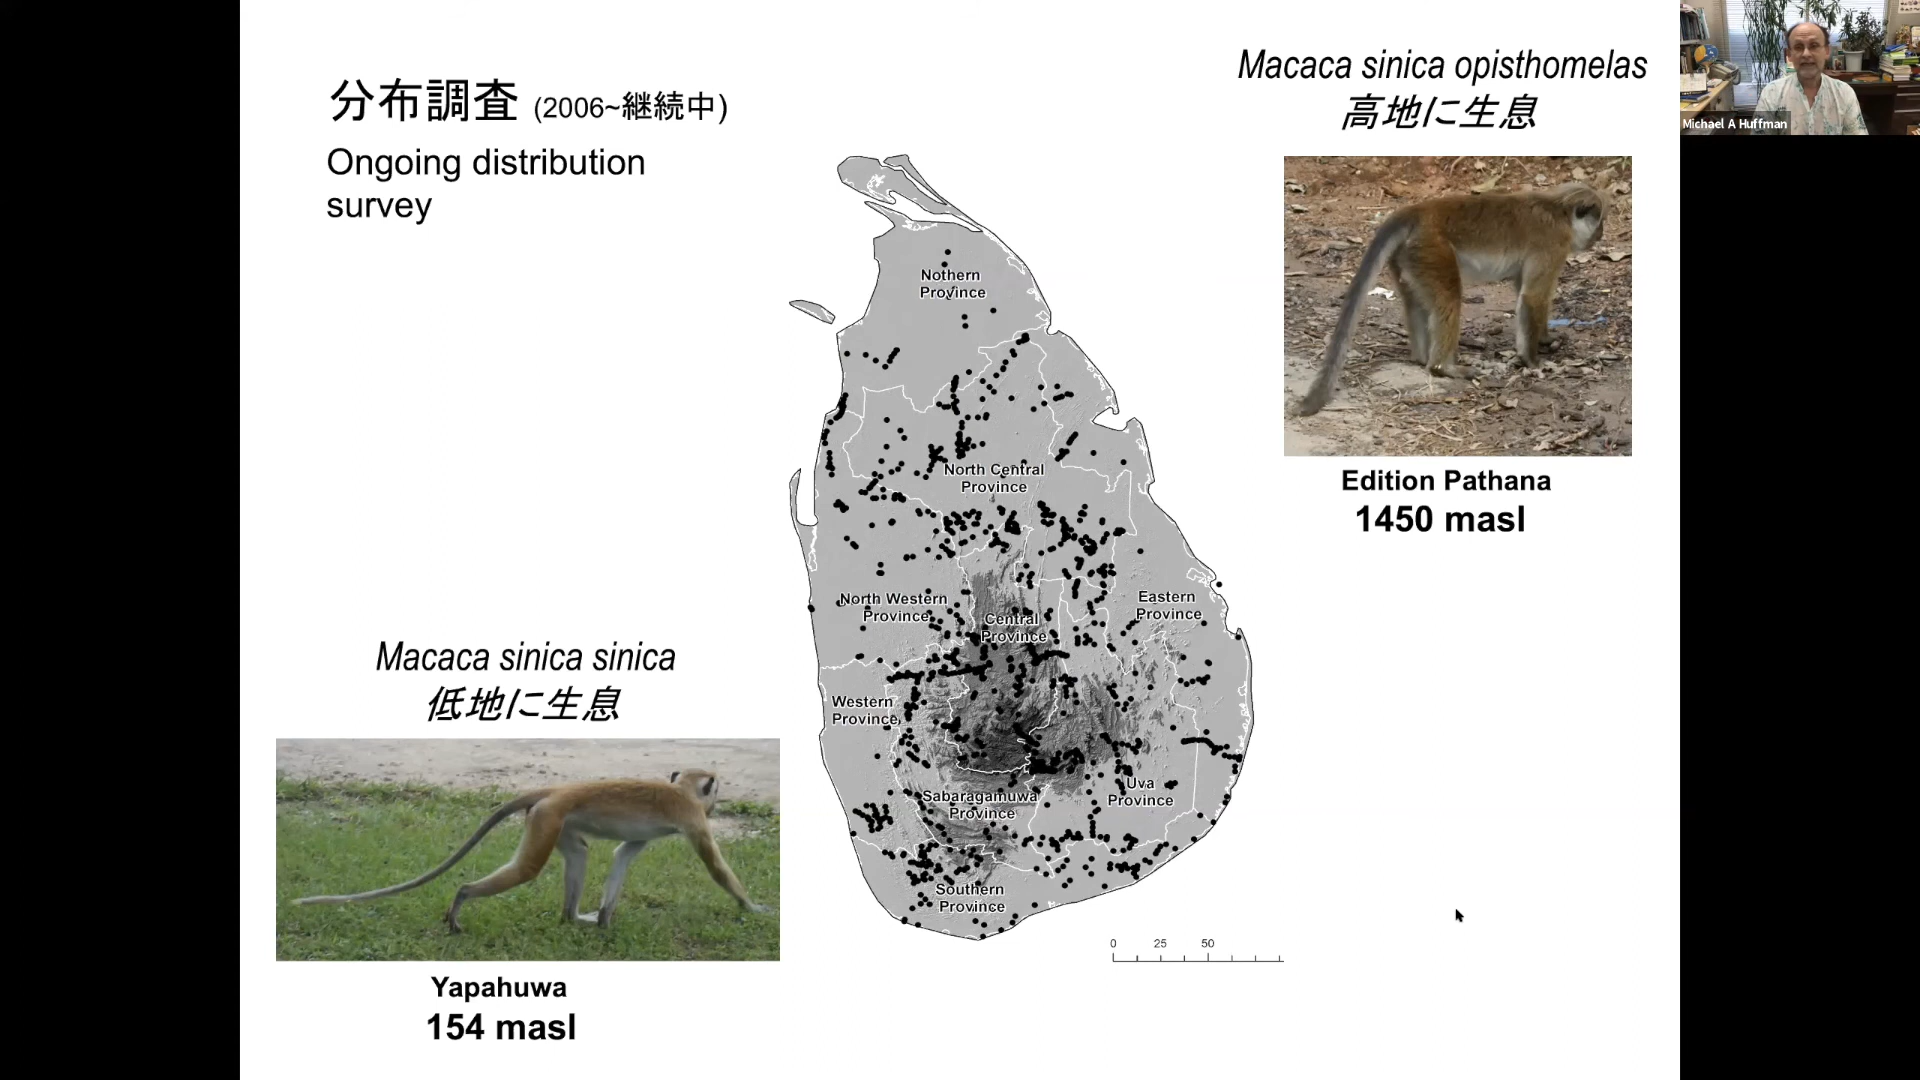 分布調査 (2006~継続中)
Ongoing distribution
survey
Macaca sinica opisthomelas
高地に生息
Michael A Huffman
Edition Pathana
1450 masl
Nothern
Province
North Central
Province
North Western
Province
Central
Province
Eastern
Province
Western
Province
Uva
Province
Sabaragamuwa
Province
Southern
Province
0 25 50
Macaca sinica sinica
低地に生息
Yapahuwa
154 masl